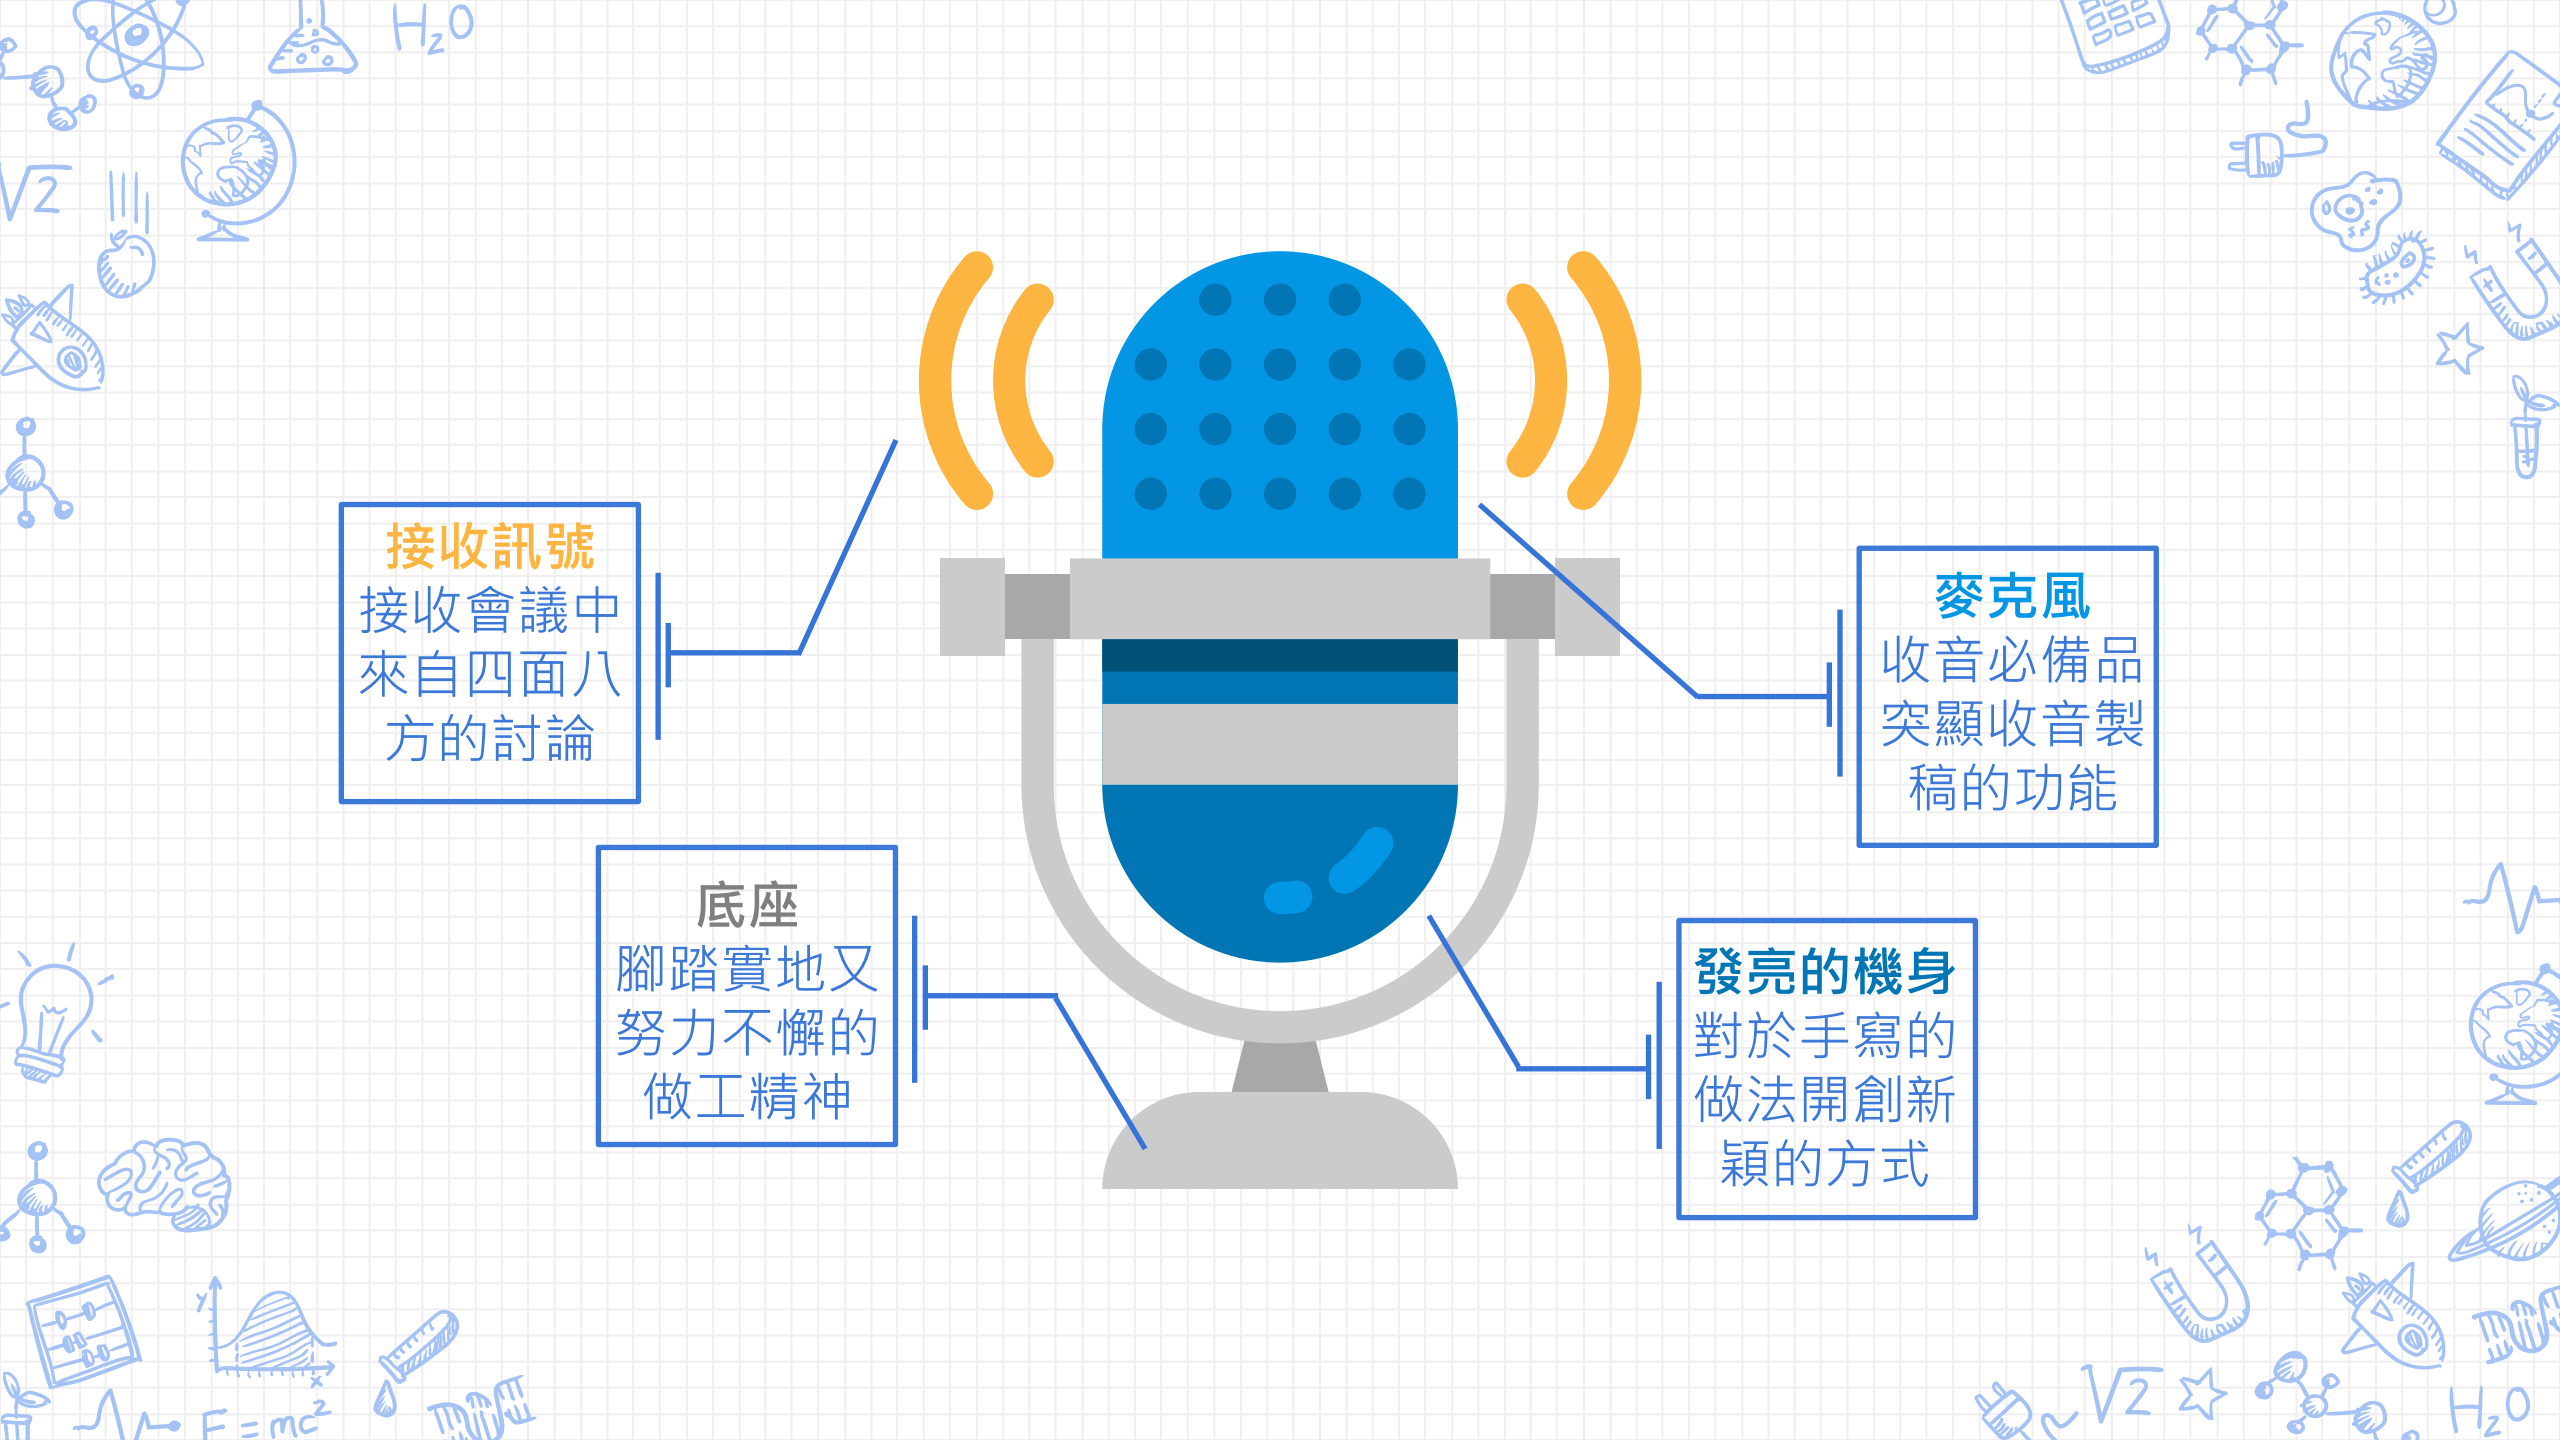 H2O
√2
接收訊號
接收會議中
來自四面八
方的討論
麥克風
收音必備品
突顯收音製
稿的功能
底座
腳踏實地又
努力不懈的
做工精神
發亮的機身
對於手寫的
做法開創新
穎的方式
y
x
E=mc²
√2
H2O